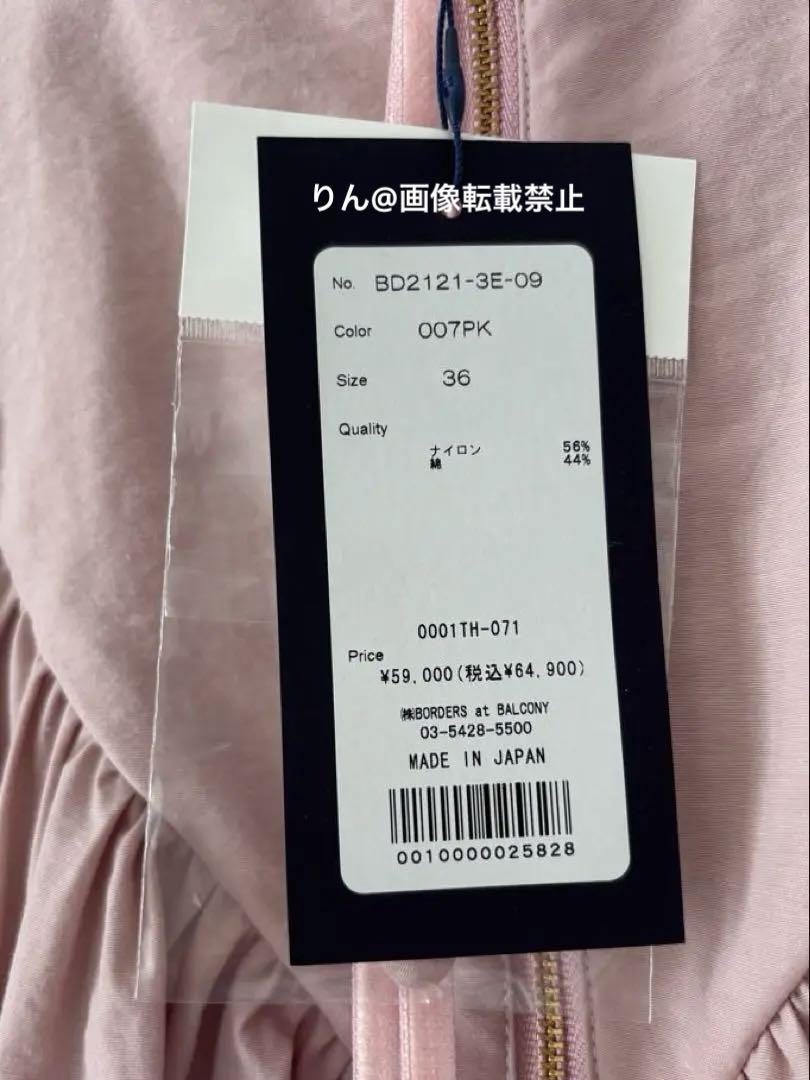 りん@画像転載禁止
No. BD2121-3E-09
Color 007PK
Size 36
Quality
ナイロン 56%
綿 44%
0001TH-071
Price
¥59,000(税込¥64,900)
㈱BORDERS at BALCONY
03-5428-5500
MADE IN JAPAN
0010000025828